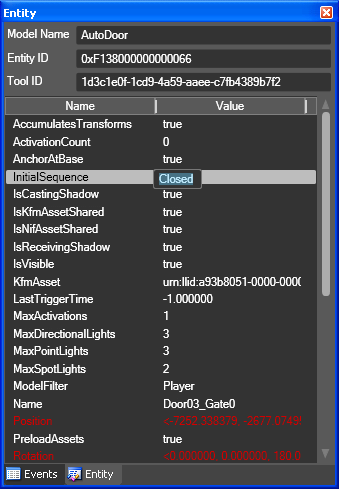 Entity
Model Name AutoDoor
Entity ID 0xF138000000000066
Tool ID 1d3c1e0f-1cd9-4a59-aaee-c7fb4389b7f2
Name Value
AccumulatesTransforms true
ActivationCount 0
AnchorAtBase true
InitialSequence Closed
IsCastingShadow true
IsKfmAssetShared true
IsNifAssetShared true
IsReceivingShadow true
IsVisible true
KfmAsset urn:llid:a93b8051-0000-0000
LastTriggerTime -1.000000
MaxActivations 1
MaxDirectionalLights 3
MaxPointLights 3
MaxSpotLights 2
ModelFilter Player
Name Door03_Gate0
Position <-7252.338379, -2677.0748
PreloadAssets true
Rotation <0.000000, 0.000000, 180.0
Events Entity